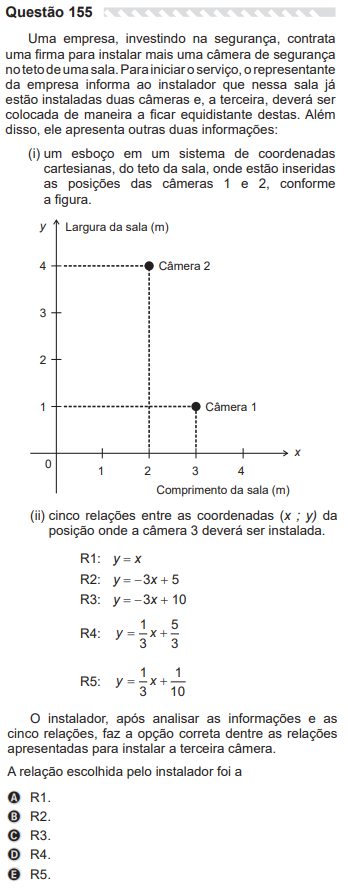 Questão 155
Uma empresa, investindo na segurança, contrata
uma firma para instalar mais uma câmera de segurança
no teto de uma sala. Para iniciar o serviço, o representante
da empresa informa ao instalador que nessa sala já
estão instaladas duas câmeras e, a terceira, deverá ser
colocada de maneira a ficar equidistante destas. Além
disso, ele apresenta outras duas informações:
(i) um esboço em um sistema de coordenadas
cartesianas, do teto da sala, onde estão inseridas
as posições das câmeras 1 e 2, conforme
a figura.
y Largura da sala (m)
4 Câmera 2
3
2
1 Câmera 1
x
0 1 2 3 4
Comprimento da sala (m)
(ii) cinco relações entre as coordenadas (x ; y) da
posição onde a câmera 3 deverá ser instalada.
R1: y = x
R2: y = −3x + 5
R3: y = −3x + 10
R4: y = 1/3 x + 5/3
R5: y = 1/3 x + 1/10
O instalador, após analisar as informações e as
cinco relações, faz a opção correta dentre as relações
apresentadas para instalar a terceira câmera.
A relação escolhida pelo instalador foi a
A R1.
B R2.
C R3.
D R4.
E R5.